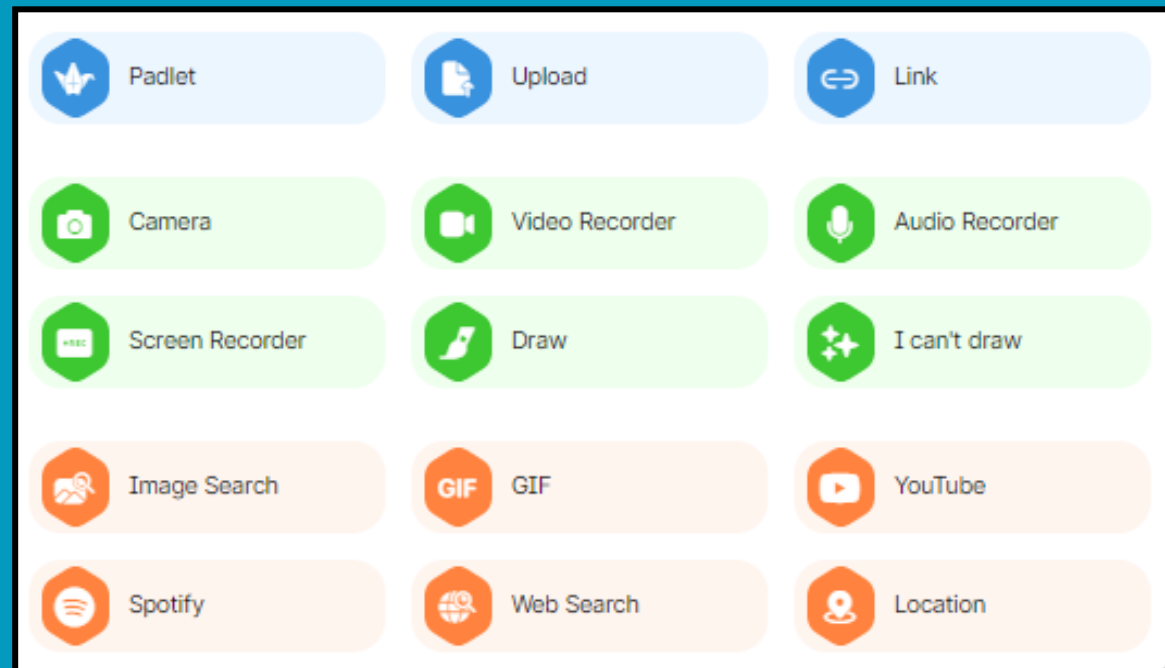 Padlet Upload Link
Camera Video Recorder Audio Recorder
Screen Recorder Draw I can't draw
Image Search GIF GIF YouTube
Spotify Web Search Location